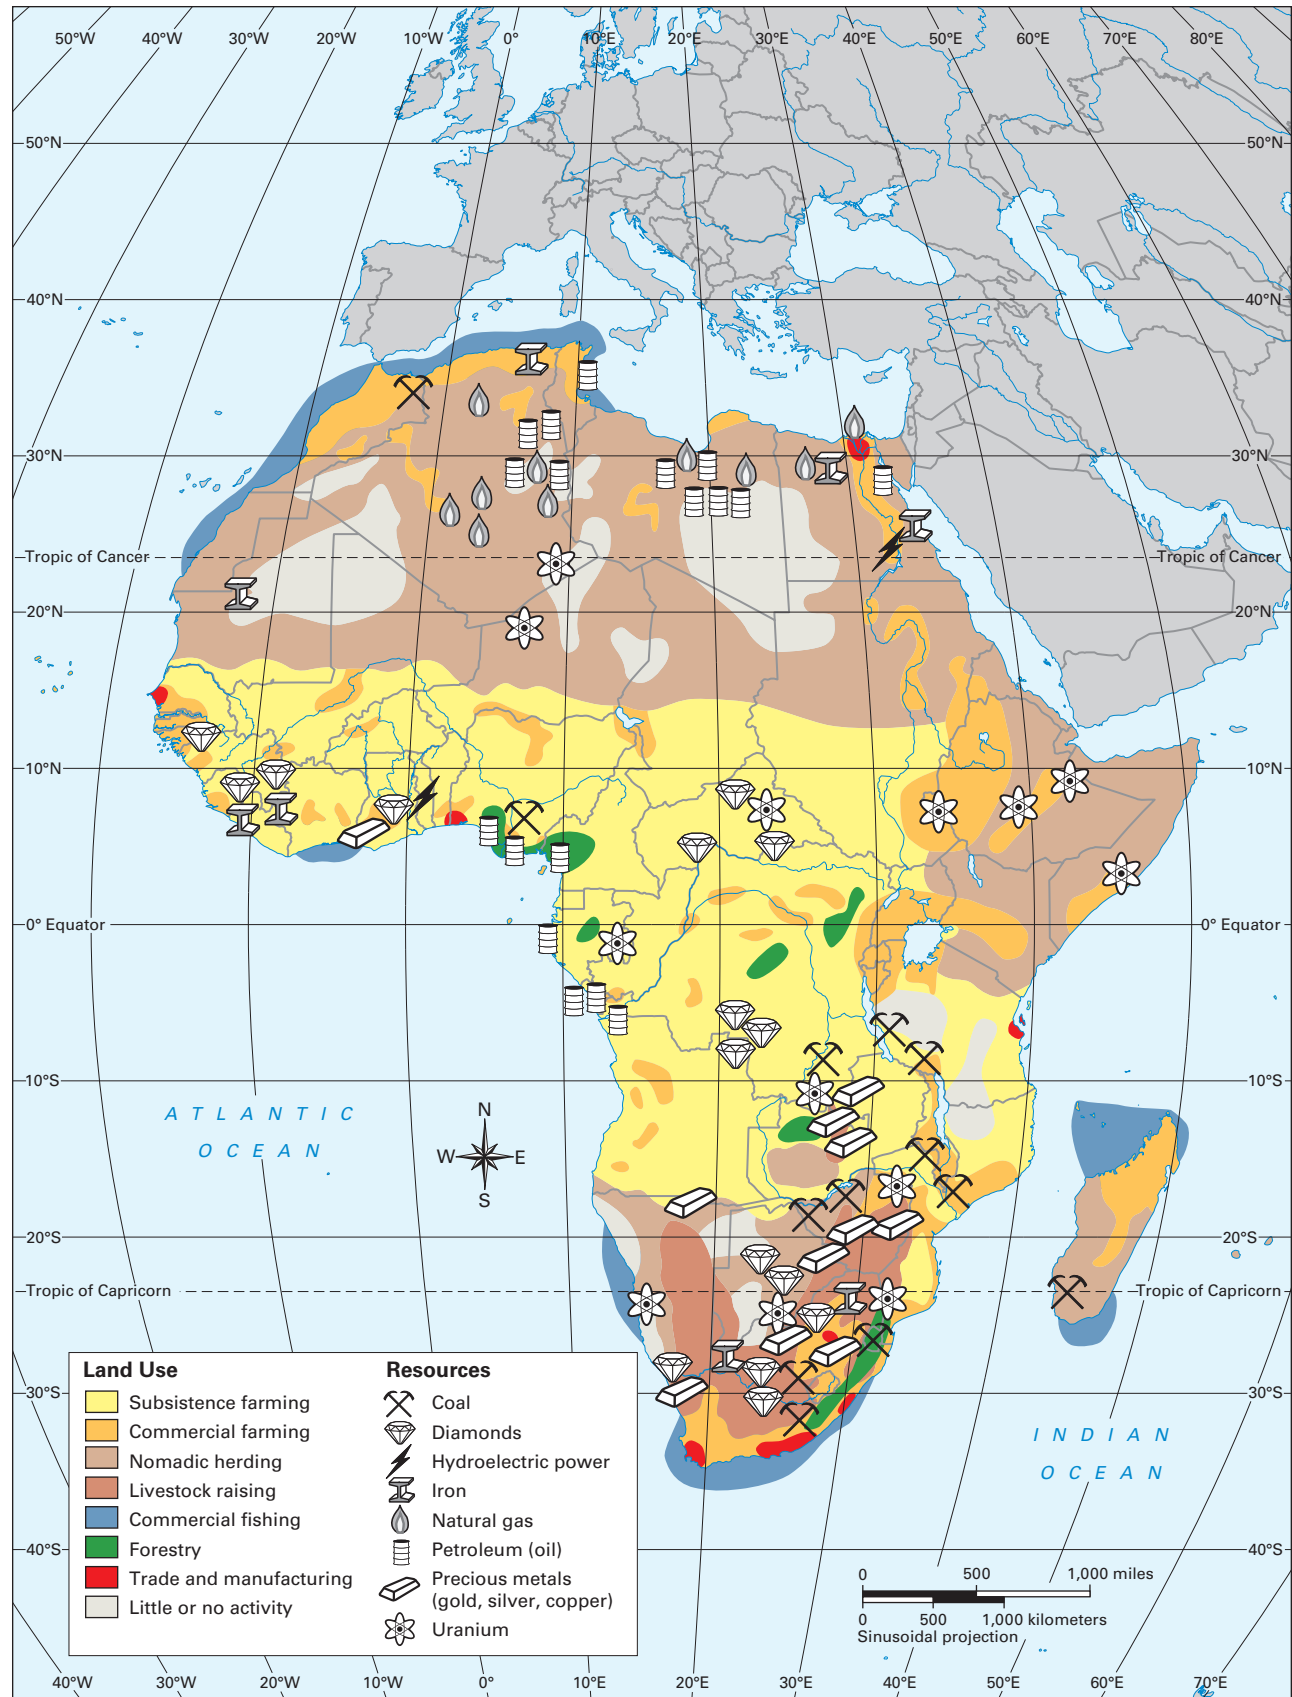 50°W 40°W 30°W 20°W 10°W 0° 10°E 20°E 30°E 40°E 50°E 60°E 70°E 80°E
50°N 50°N
40°N 40°N
30°N 30°N
Tropic of Cancer Tropic of Cancer
20°N 20°N
10°N 10°N
0° Equator 0° Equator
10°S 10°S
ATLANTIC
OCEAN
N
W E
S
20°S 20°S
Tropic of Capricorn Tropic of Capricorn
30°S 30°S
INDIAN
OCEAN
40°S 40°S
Land Use
Subsistence farming
Commercial farming
Nomadic herding
Livestock raising
Commercial fishing
Forestry
Trade and manufacturing
Little or no activity
Resources
Coal
Diamonds
Hydroelectric power
Iron
Natural gas
Petroleum (oil)
Precious metals
(gold, silver, copper)
Uranium
0 500 1,000 miles
0 500 1,000 kilometers
Sinusoidal projection
40°W 30°W 20°W 10°W 0° 10°E 20°E 30°E 40°E 50°E 60°E 70°E